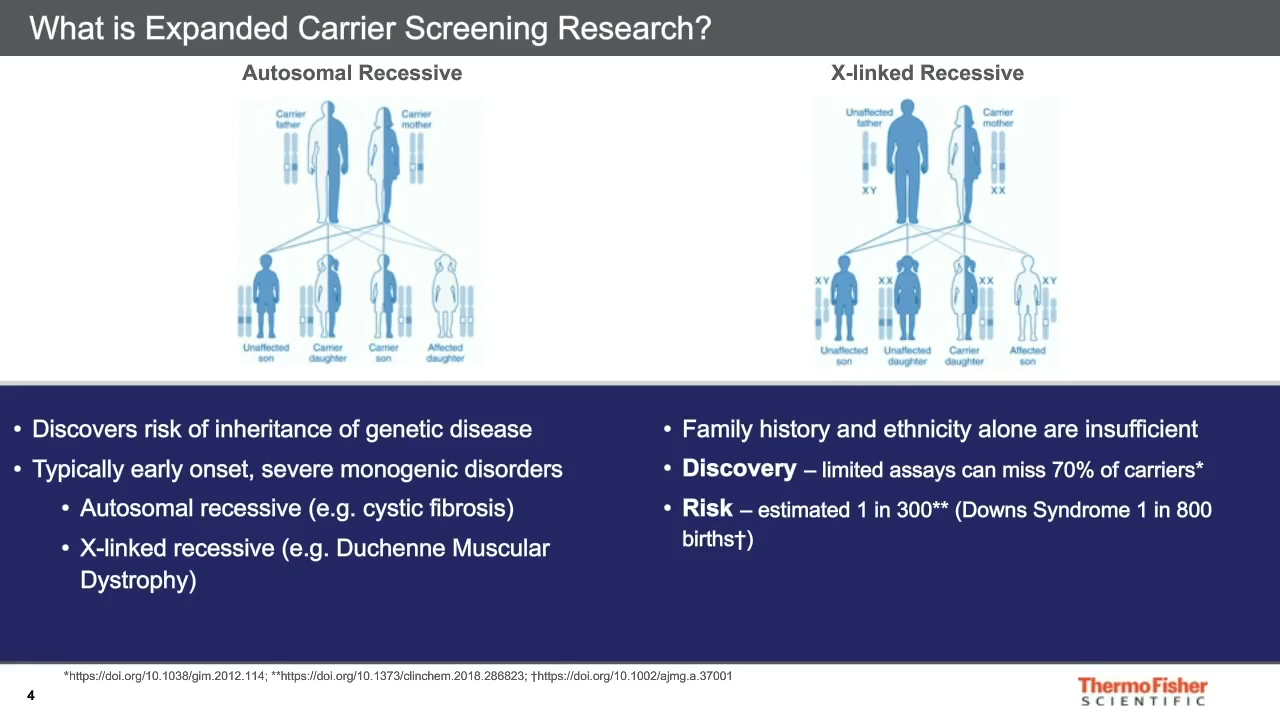 What is Expanded Carrier Screening Research?
Autosomal Recessive
Carrier father
Carrier mother
Unaffected son
Carrier daughter
Carrier son
Affected daughter
X-linked Recessive
Unaffected father
XY
Carrier mother
XX
XY
XX
XX
XY
Unaffected son
Unaffected daughter
Carrier daughter
Affected son
• Discovers risk of inheritance of genetic disease
• Typically early onset, severe monogenic disorders
• Autosomal recessive (e.g. cystic fibrosis)
• X-linked recessive (e.g. Duchenne Muscular
Dystrophy)
• Family history and ethnicity alone are insufficient
• Discovery – limited assays can miss 70% of carriers*
• Risk – estimated 1 in 300** (Downs Syndrome 1 in 800
births†)
*https://doi.org/10.1038/gim.2012.114; **https://doi.org/10.1373/clinchem.2018.286823; †https://doi.org/10.1002/ajmg.a.37001
4
ThermoFisher
SCIENTIFIC